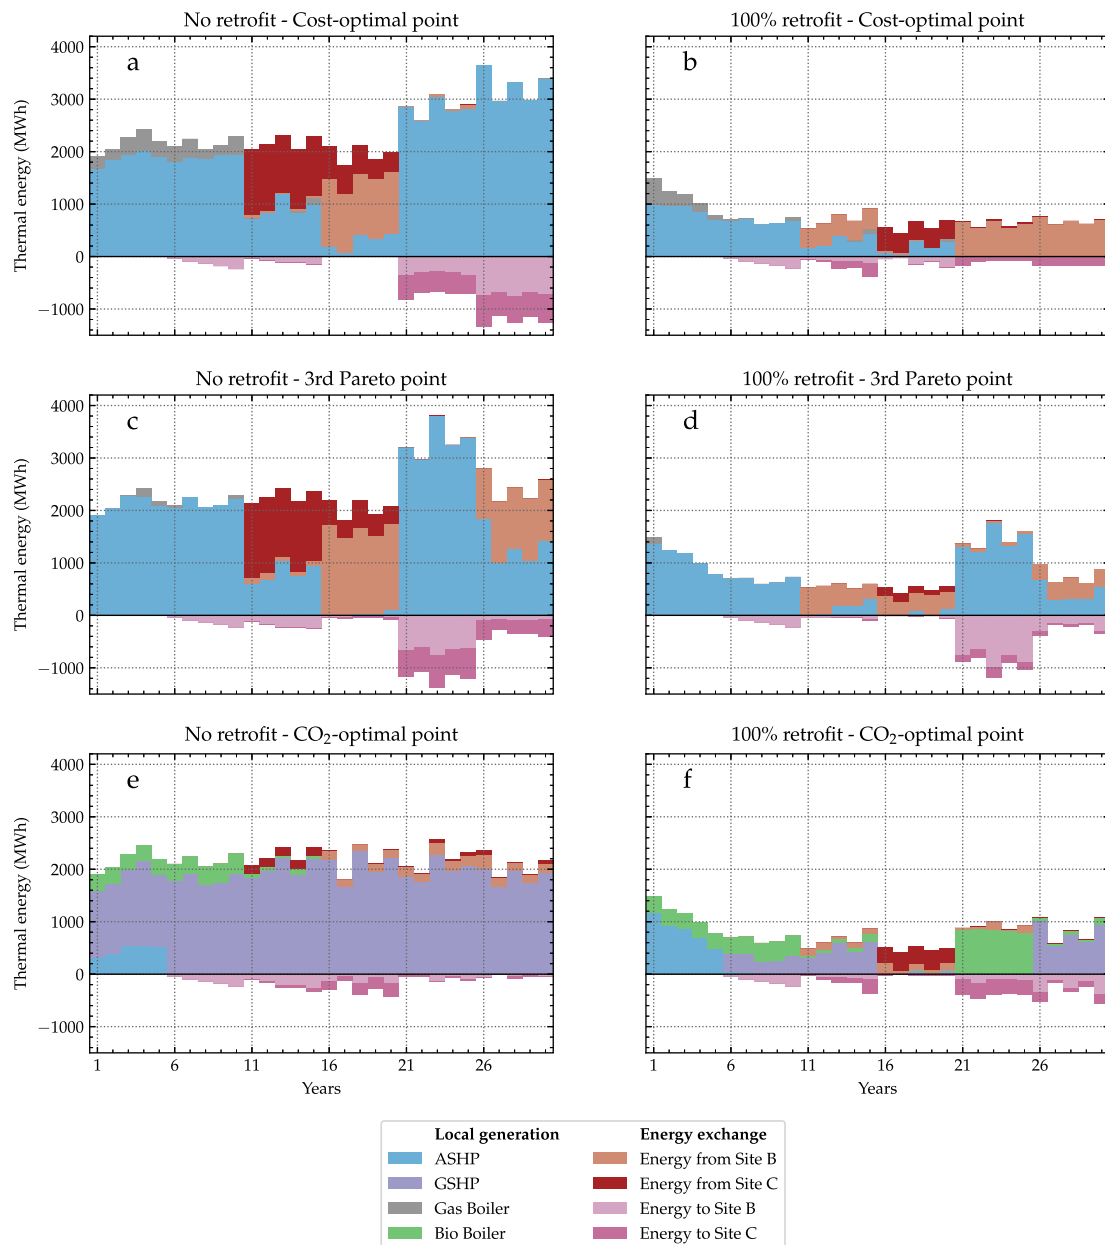 No retrofit - Cost-optimal point
100% retrofit - Cost-optimal point
a
b
4000
3000
2000
1000
0
−1000
Thermal energy (MWh)
No retrofit - 3rd Pareto point
100% retrofit - 3rd Pareto point
c
d
4000
3000
2000
1000
0
−1000
Thermal energy (MWh)
No retrofit - CO₂-optimal point
100% retrofit - CO₂-optimal point
e
f
4000
3000
2000
1000
0
−1000
Thermal energy (MWh)
1 6 11 16 21 26
1 6 11 16 21 26
Years
Years
Local generation
ASHP
GSHP
Gas Boiler
Bio Boiler
Energy exchange
Energy from Site B
Energy from Site C
Energy to Site B
Energy to Site C